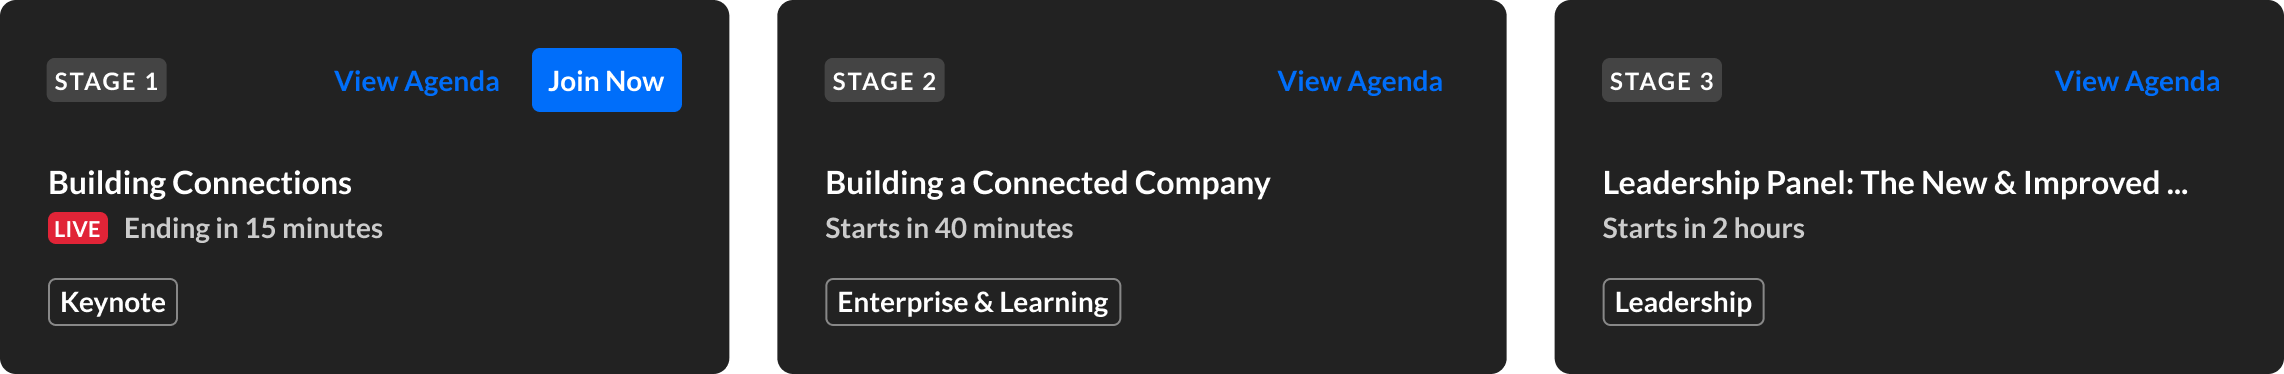 STAGE 1
View Agenda
Join Now
Building Connections
LIVE Ending in 15 minutes
Keynote
STAGE 2
View Agenda
Building a Connected Company
Starts in 40 minutes
Enterprise & Learning
STAGE 3
View Agenda
Leadership Panel: The New & Improved ...
Starts in 2 hours
Leadership